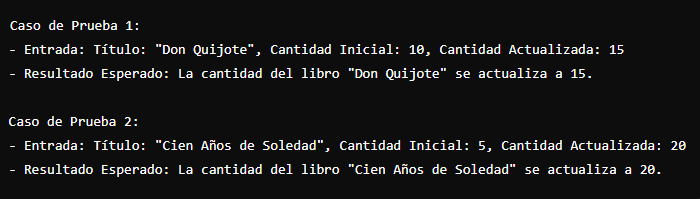 Caso de Prueba 1:
- Entrada: Título: "Don Quijote", Cantidad Inicial: 10, Cantidad Actualizada: 15
- Resultado Esperado: La cantidad del libro "Don Quijote" se actualiza a 15.
Caso de Prueba 2:
- Entrada: Título: "Cien Años de Soledad", Cantidad Inicial: 5, Cantidad Actualizada: 20
- Resultado Esperado: La cantidad del libro "Cien Años de Soledad" se actualiza a 20.